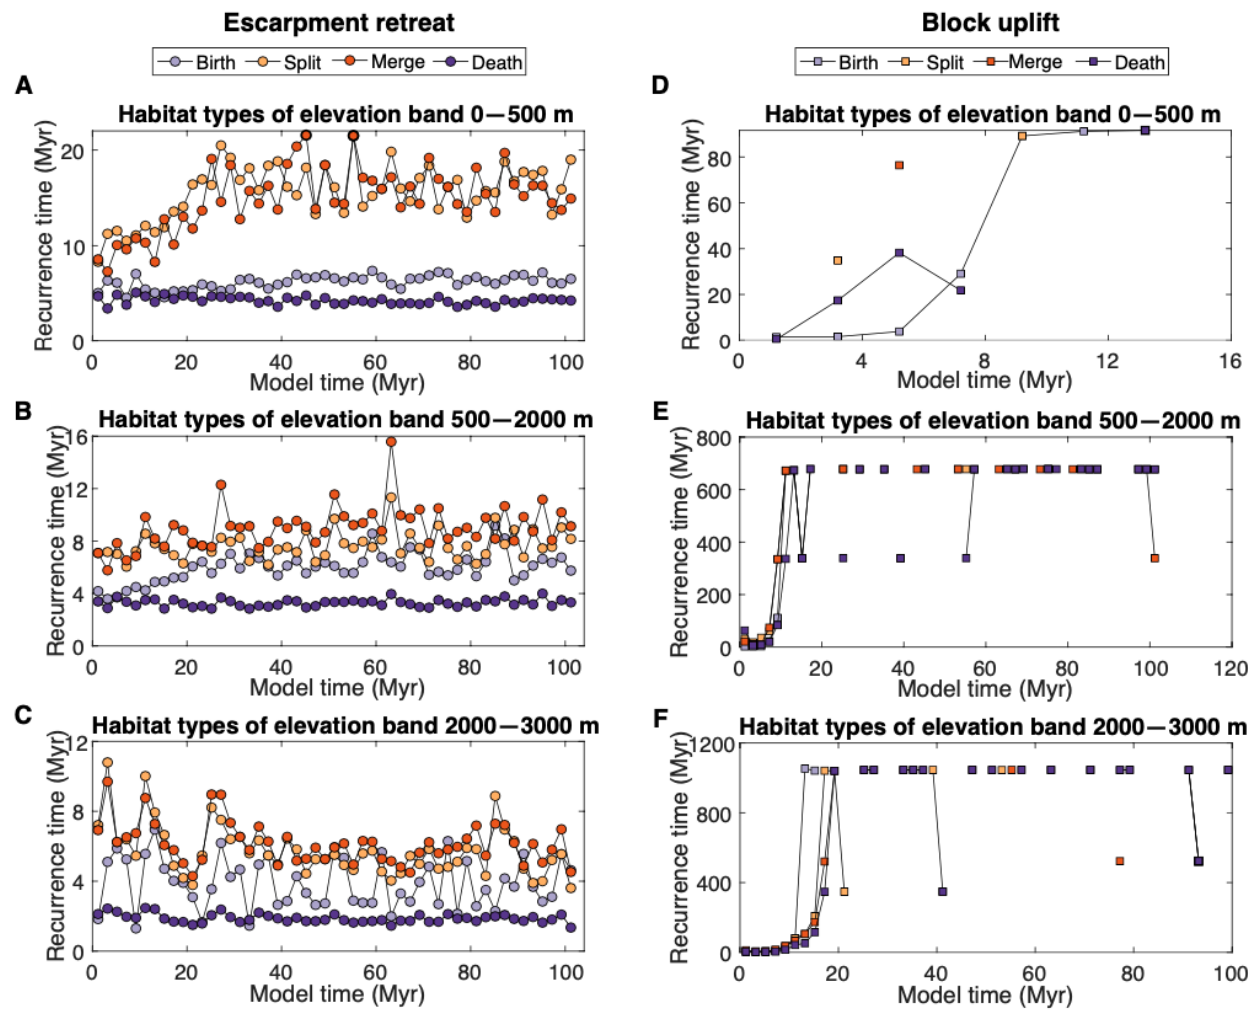 Escarpment retreat
Birth Split Merge Death
A
Habitat types of elevation band 0—500 m
Recurrence time (Myr)
20
10
0
0 20 40 60 80 100
Model time (Myr)
B
Habitat types of elevation band 500—2000 m
Recurrence time (Myr)
16
12
8
4
0
0 20 40 60 80 100
Model time (Myr)
C
Habitat types of elevation band 2000—3000 m
Recurrence time (Myr)
12
8
4
0
0 20 40 60 80 100
Model time (Myr)
Block uplift
Birth Split Merge Death
D
Habitat types of elevation band 0—500 m
Recurrence time (Myr)
80
60
40
20
0
0 4 8 12 16
Model time (Myr)
E
Habitat types of elevation band 500—2000 m
Recurrence time (Myr)
800
600
400
200
0
0 20 40 60 80 100 120
Model time (Myr)
F
Habitat types of elevation band 2000—3000 m
Recurrence time (Myr)
1200
800
400
0
0 20 40 60 80 100
Model time (Myr)